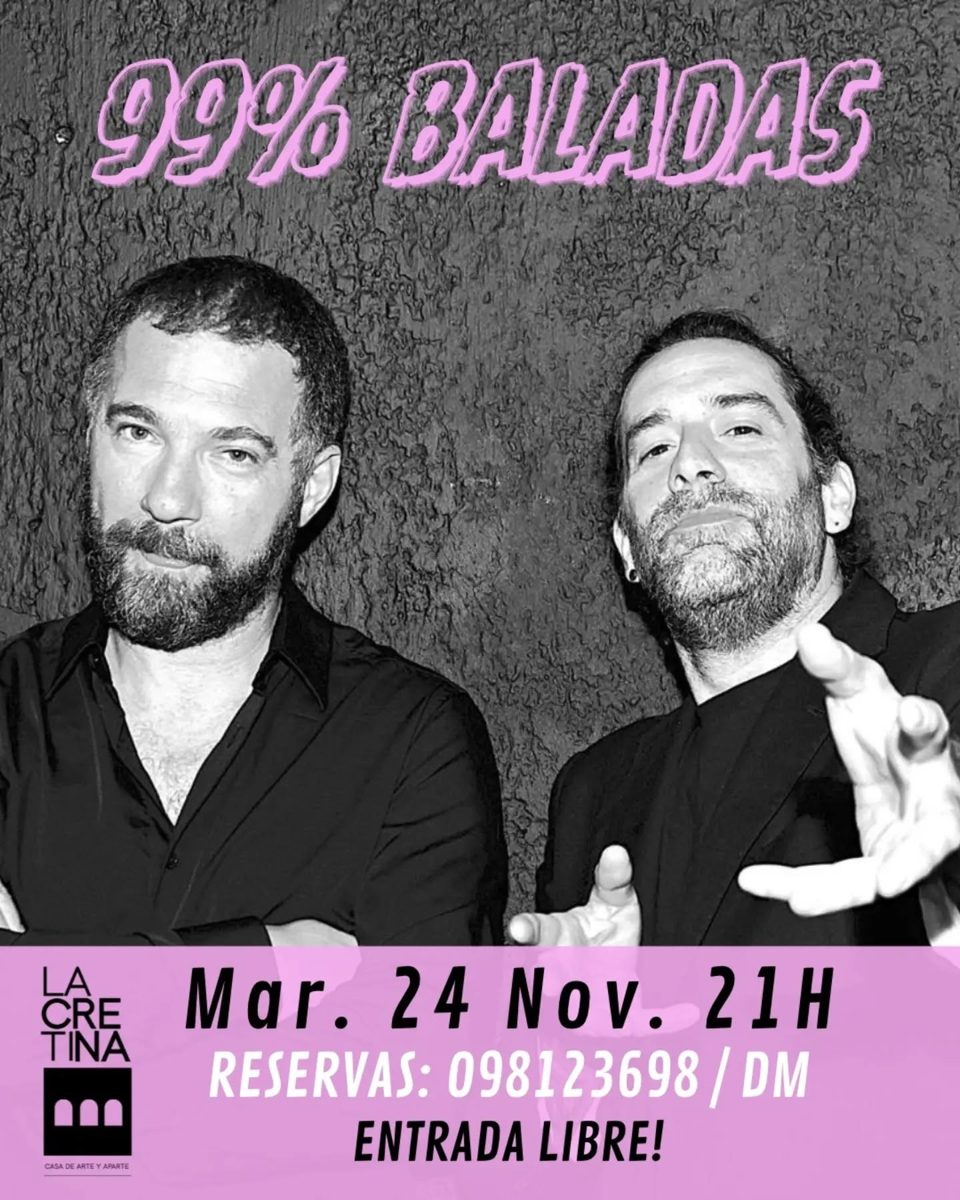 99% BALADAS
LA
CRE
TINA
CASA DE ARTE Y APARTE
Mar. 24 Nov. 21H
RESERVAS: 098123698 / DM
ENTRADA LIBRE!